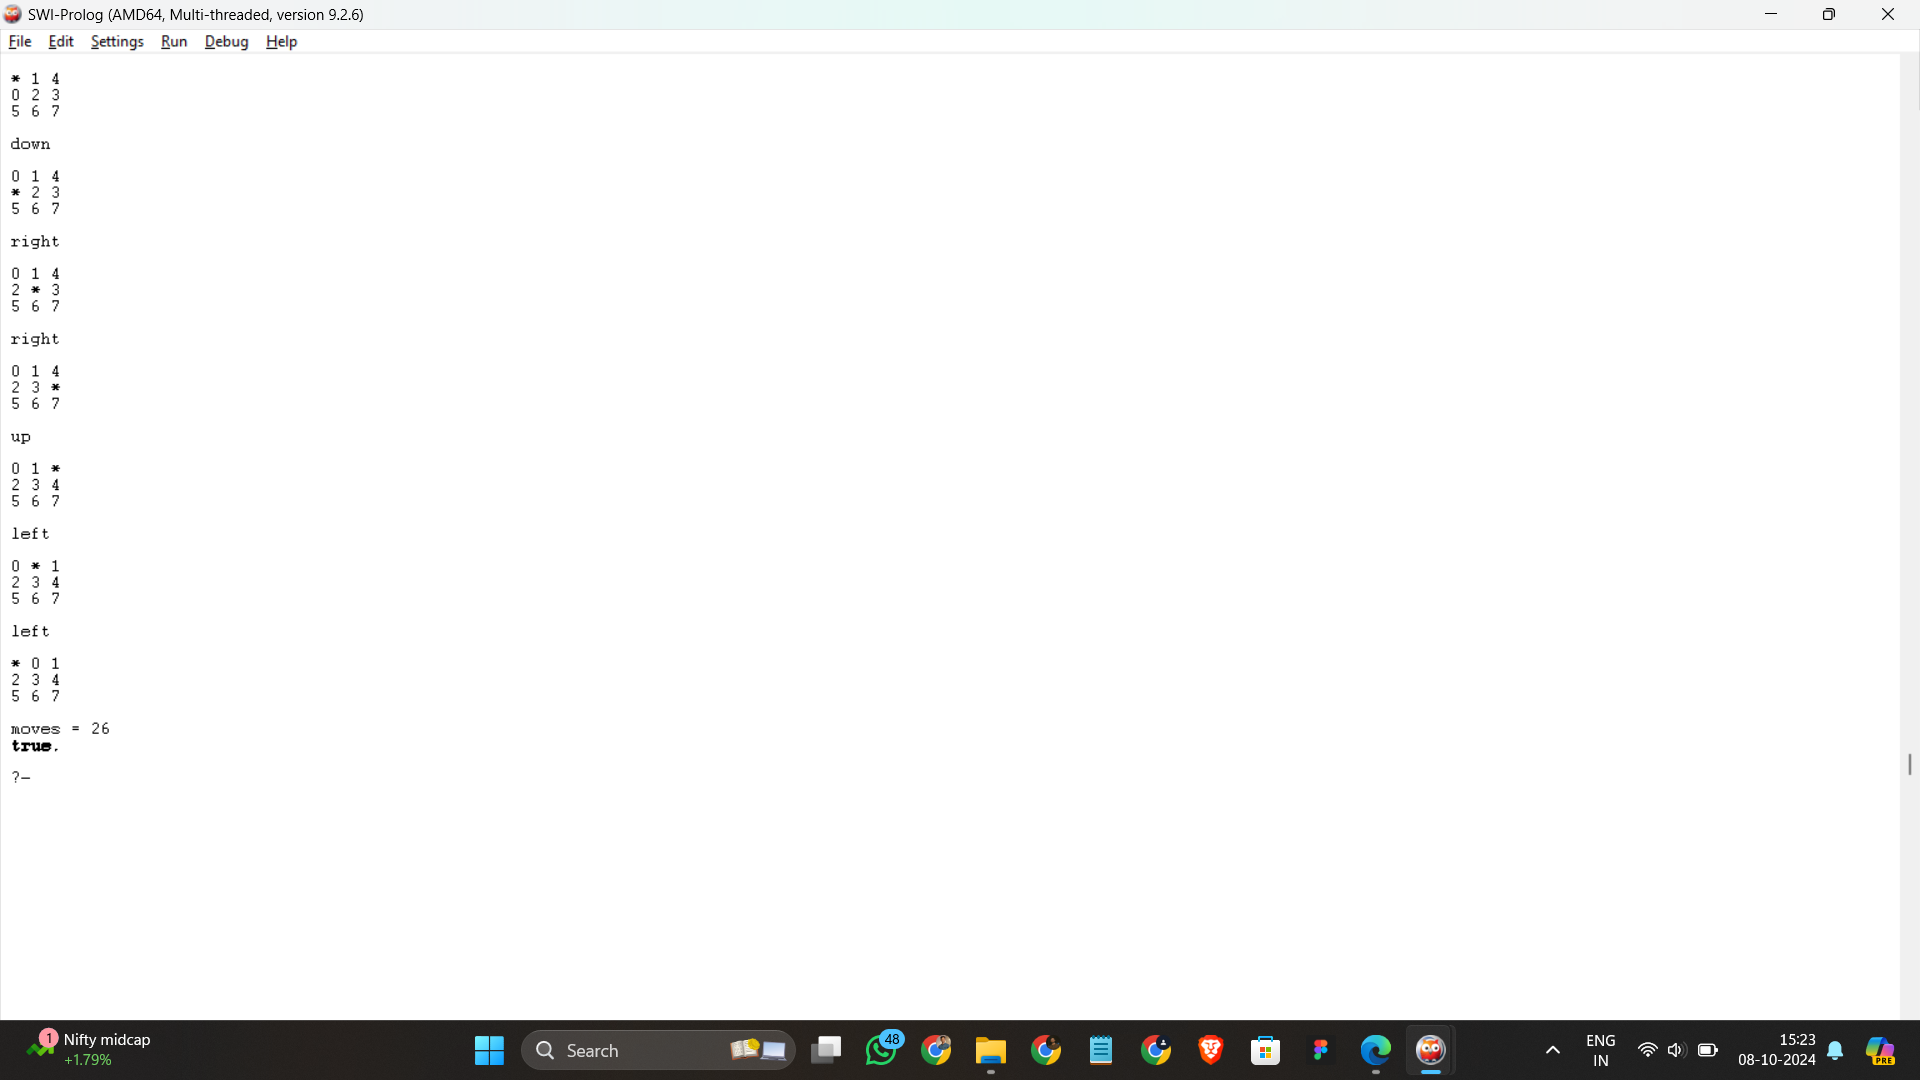 SWI-Prolog (AMD64, Multi-threaded, version 9.2.6)
File Edit Settings Run Debug Help
* 1 4
0 2 3
5 6 7
down
0 1 4
* 2 3
5 6 7
right
0 1 4
2 * 3
5 6 7
right
0 1 4
2 3 *
5 6 7
up
0 1 *
2 3 4
5 6 7
left
0 * 1
2 3 4
5 6 7
left
* 0 1
2 3 4
5 6 7
moves = 26
true.
?-
1
Nifty midcap
+1.79%
Search
48
ENG
IN
15:23
08-10-2024
PRE